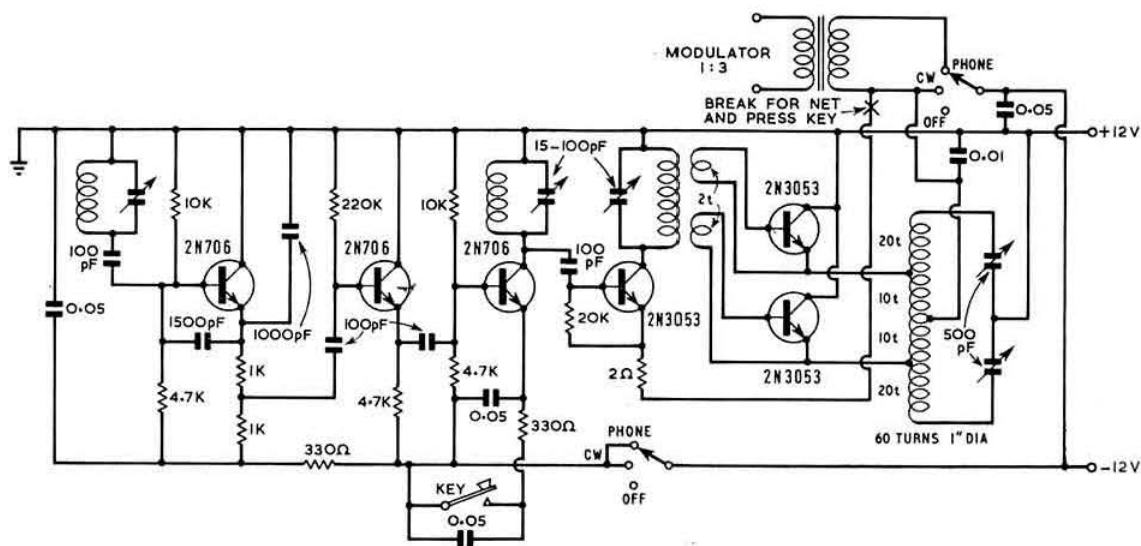 MODULATOR
1:3
PHONE
CW
OFF
BREAK FOR NET
AND PRESS KEY
0.05
+12V
0.01
15-100pF
2N3053
2t
10K
220K
10K
100
pF
2N706
2N706
2N706
100
pF
20t
0.05
1500pF
1000pF
100pF
20K
2N3053
10t
10t
500
pF
1K
4.7K
2Ω
2N3053
20t
4.7K
1K
4.7K
0.05
330Ω
60 TURNS 1" DIA
330Ω
PHONE
CW
OFF
-12V
KEY
0.05